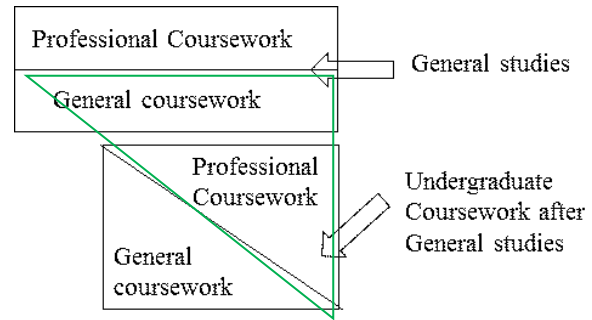 Professional Coursework
General studies
General coursework
Professional
Coursework
Undergraduate
Coursework after
General studies
General
coursework